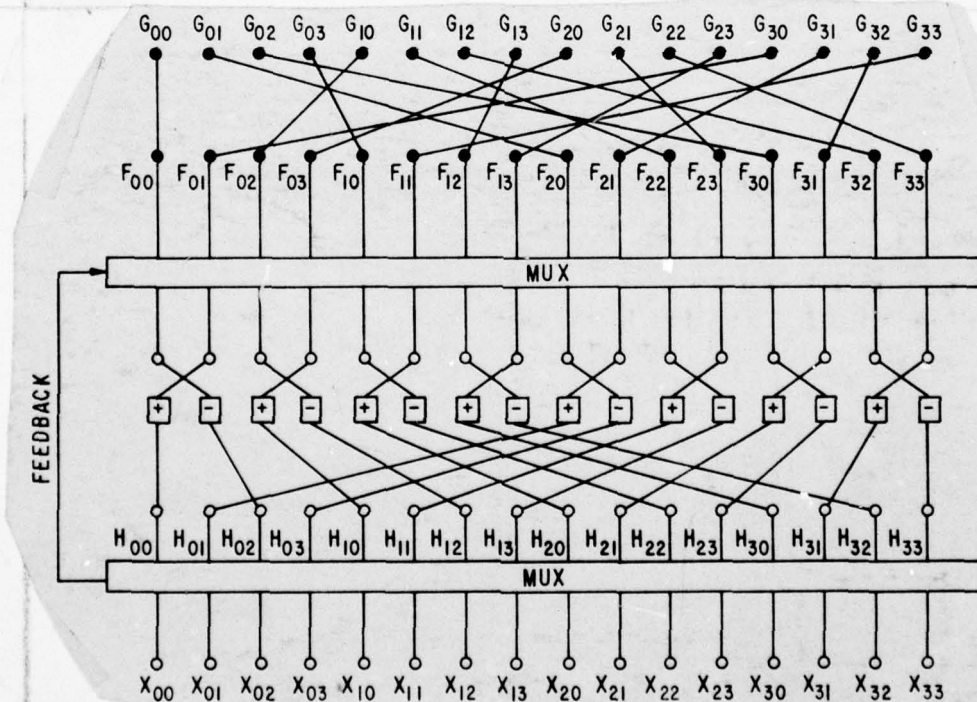 G00 G01 G02 G03 G10 G11 G12 G13 G20 G21 G22 G23 G30 G31 G32 G33
F00 F01 F02 F03 F10 F11 F12 F13 F20 F21 F22 F23 F30 F31 F32 F33
MUX
FEEDBACK
+ - + - + - + - + - + - + - + -
H00 H01 H02 H03 H10 H11 H12 H13 H20 H21 H22 H23 H30 H31 H32 H33
MUX
X00 X01 X02 X03 X10 X11 X12 X13 X20 X21 X22 X23 X30 X31 X32 X33